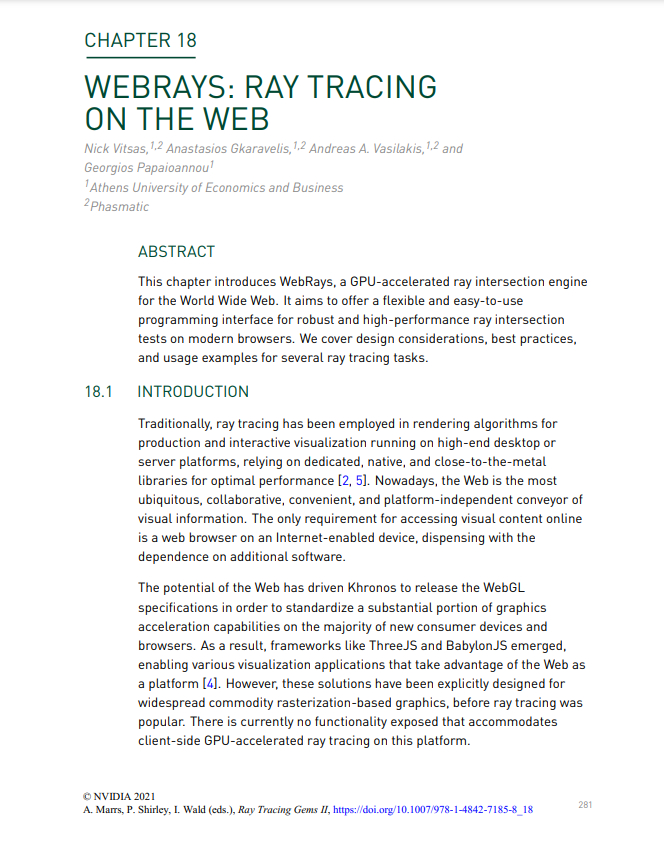 CHAPTER 18
WEBRAYS: RAY TRACING
ON THE WEB
Nick Vitsas,1,2 Anastasios Gkaravelis,1,2 Andreas A. Vasilakis,1,2 and
Georgios Papaioannou1
1Athens University of Economics and Business
2Phasmatic
ABSTRACT
This chapter introduces WebRays, a GPU-accelerated ray intersection engine
for the World Wide Web. It aims to offer a flexible and easy-to-use
programming interface for robust and high-performance ray intersection
tests on modern browsers. We cover design considerations, best practices,
and usage examples for several ray tracing tasks.
18.1 INTRODUCTION
Traditionally, ray tracing has been employed in rendering algorithms for
production and interactive visualization running on high-end desktop or
server platforms, relying on dedicated, native, and close-to-the-metal
libraries for optimal performance [2, 5]. Nowadays, the Web is the most
ubiquitous, collaborative, convenient, and platform-independent conveyor of
visual information. The only requirement for accessing visual content online
is a web browser on an Internet-enabled device, dispensing with the
dependence on additional software.
The potential of the Web has driven Khronos to release the WebGL
specifications in order to standardize a substantial portion of graphics
acceleration capabilities on the majority of new consumer devices and
browsers. As a result, frameworks like ThreeJS and BabylonJS emerged,
enabling various visualization applications that take advantage of the Web as
a platform [4]. However, these solutions have been explicitly designed for
widespread commodity rasterization-based graphics, before ray tracing was
popular. There is currently no functionality exposed that accommodates
client-side GPU-accelerated ray tracing on this platform.
© NVIDIA 2021
A. Marrs, P. Shirley, I. Wald (eds.), Ray Tracing Gems II, https://doi.org/10.1007/978-1-4842-7185-8_18
281